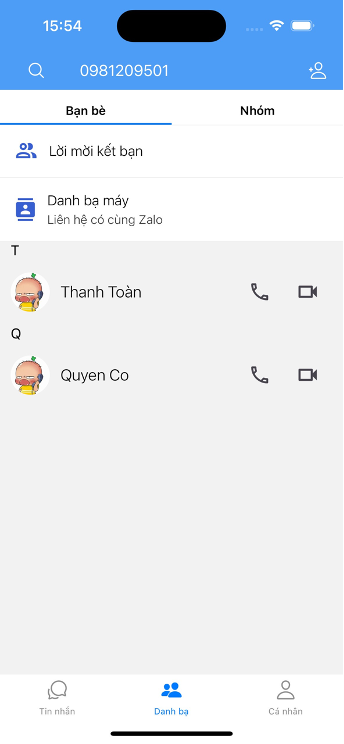 15:54
0981209501
Bạn bè
Nhóm
Lời mời kết bạn
Danh bạ máy
Liên hệ có cùng Zalo
T
Thanh Toàn
Q
Quyen Co
Tin nhắn
Danh bạ
Cá nhân